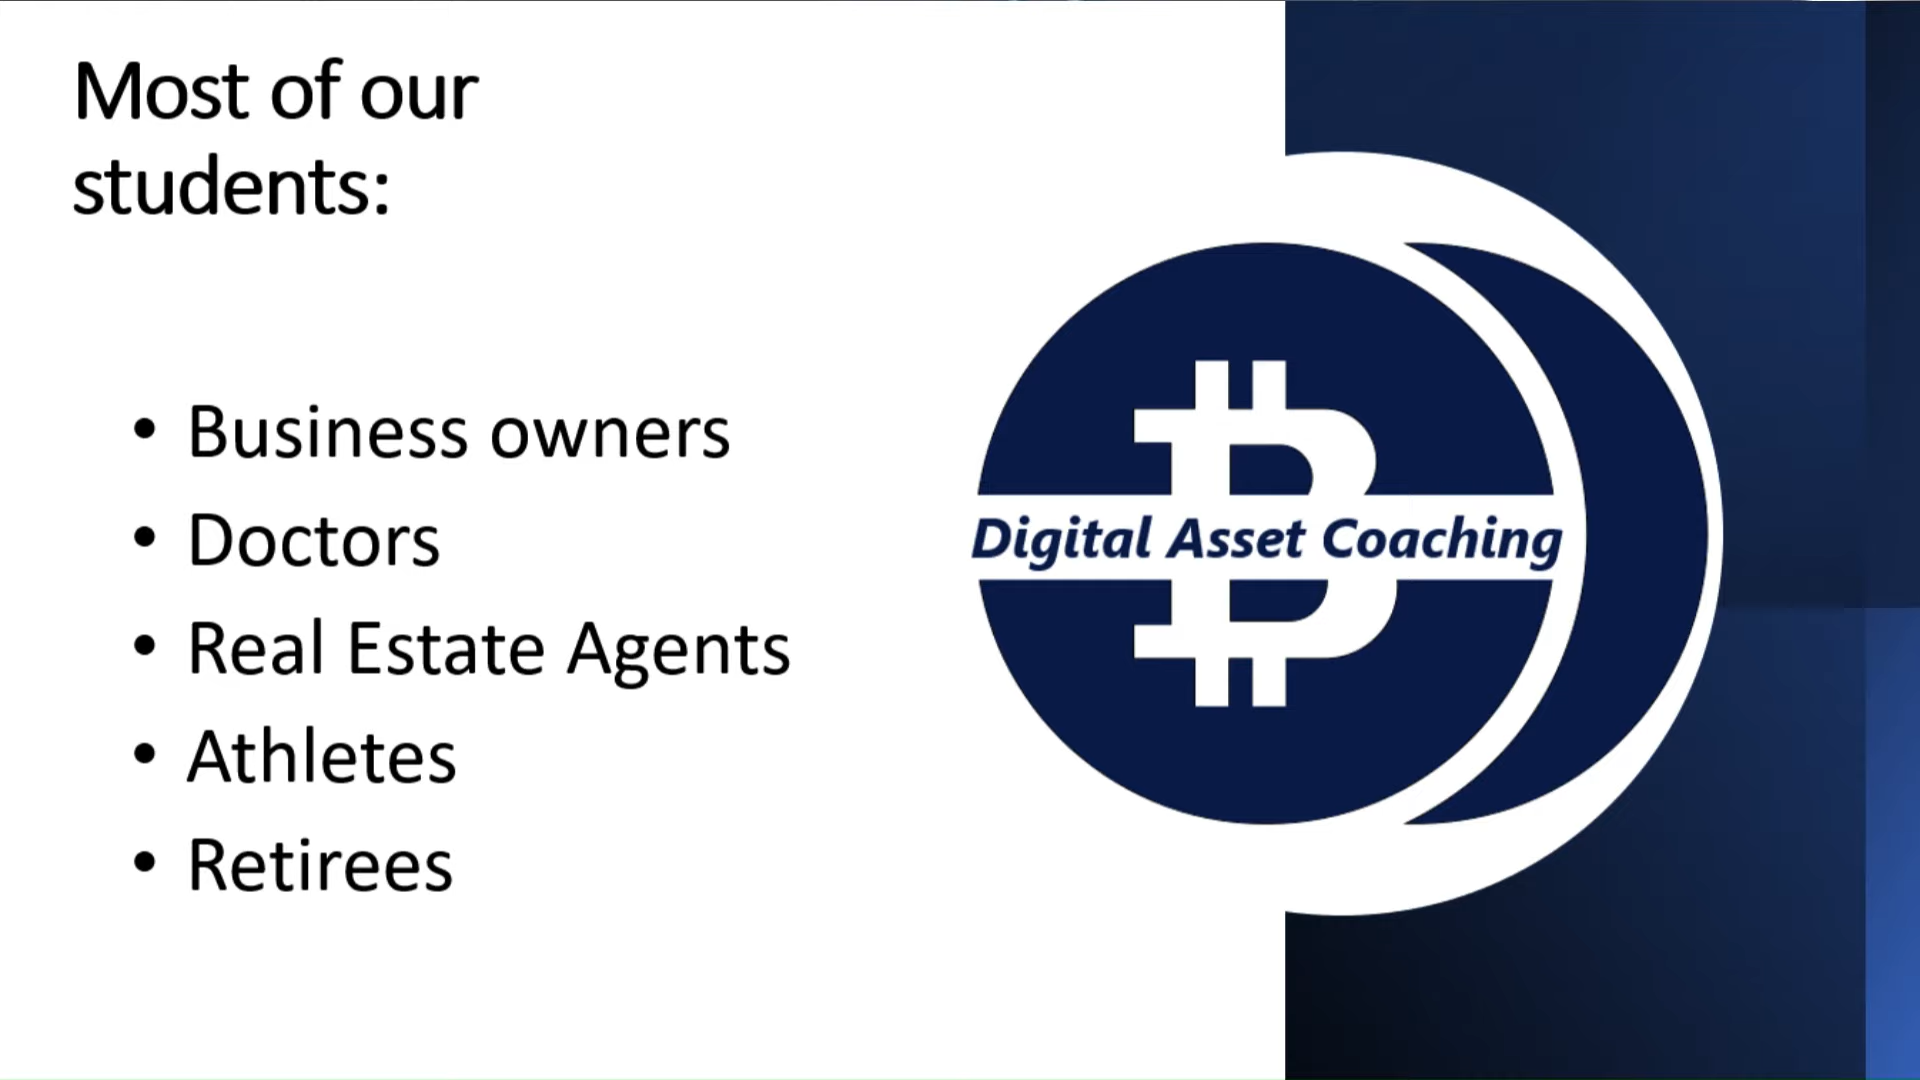 Most of our
students:
• Business owners
• Doctors
• Real Estate Agents
• Athletes
• Retirees
Digital Asset Coaching